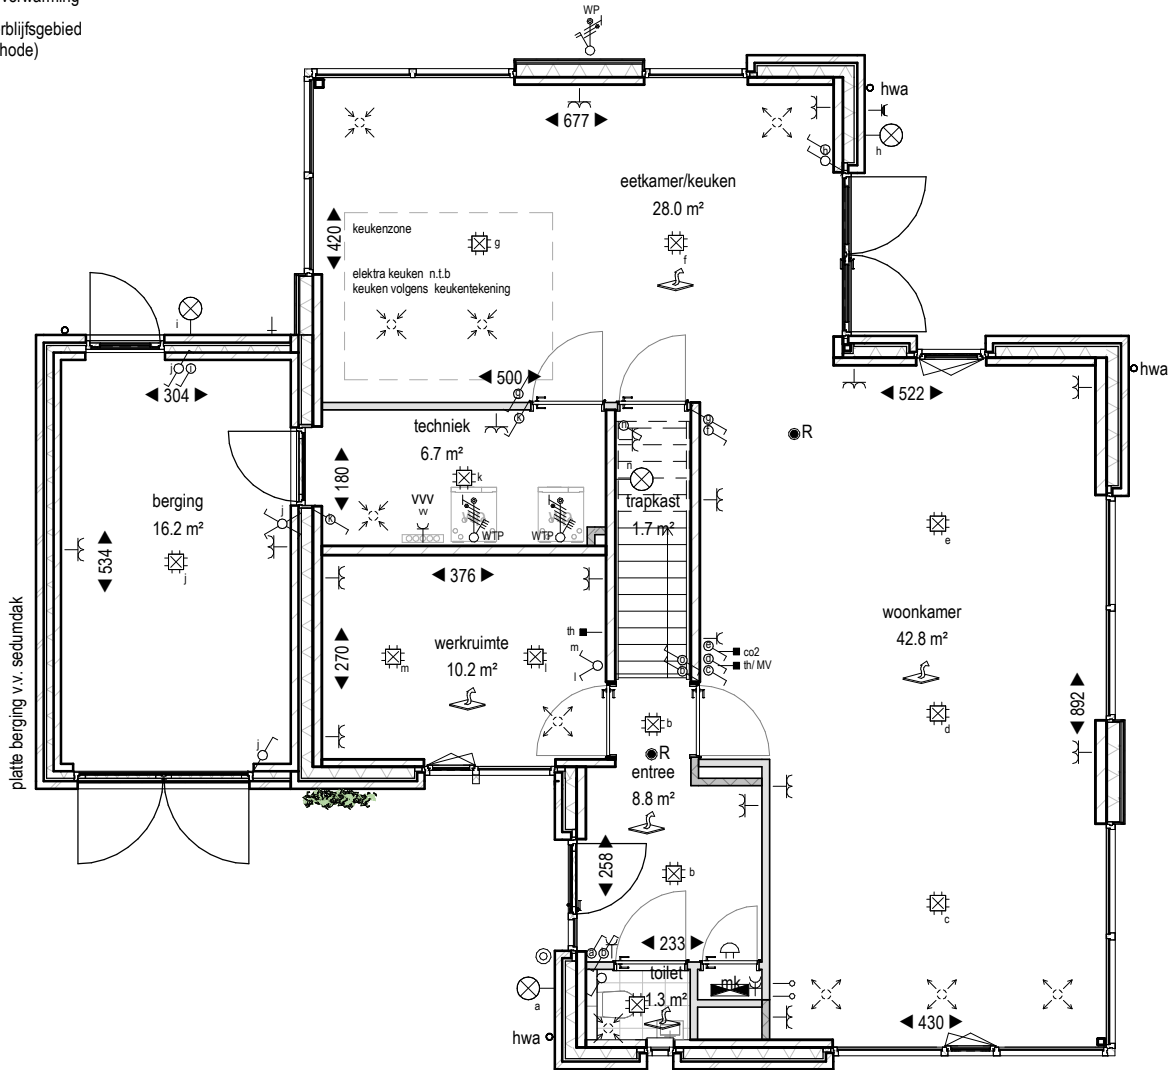 verwarming
rblijfsgebied
hode)
WP
hwa
677
h
h
eetkamer/keuken
28.0 m²
420
keukenzone
g
f
elektra keuken n.t.b
keuken volgens keukentekening
i
j
i
304
500
g
k
522
hwa
techniek
6.7 m²
n
g
f
R
180
k
n
VVV
vv
trapkast
1.7 m²
WTP
WTP
berging
16.2 m²
j
k
e
534
j
376
platte berging v.v. sedumdak
th
m
l
werkruimte
10.2 m²
270
m
l
woonkamer
42.8 m²
e
d
c
co2
th/ MV
b
d
892
j
b
R
entree
8.8 m²
258
b
c
a
b
233
toilet
1.3 m²
mk
a
hwa
430